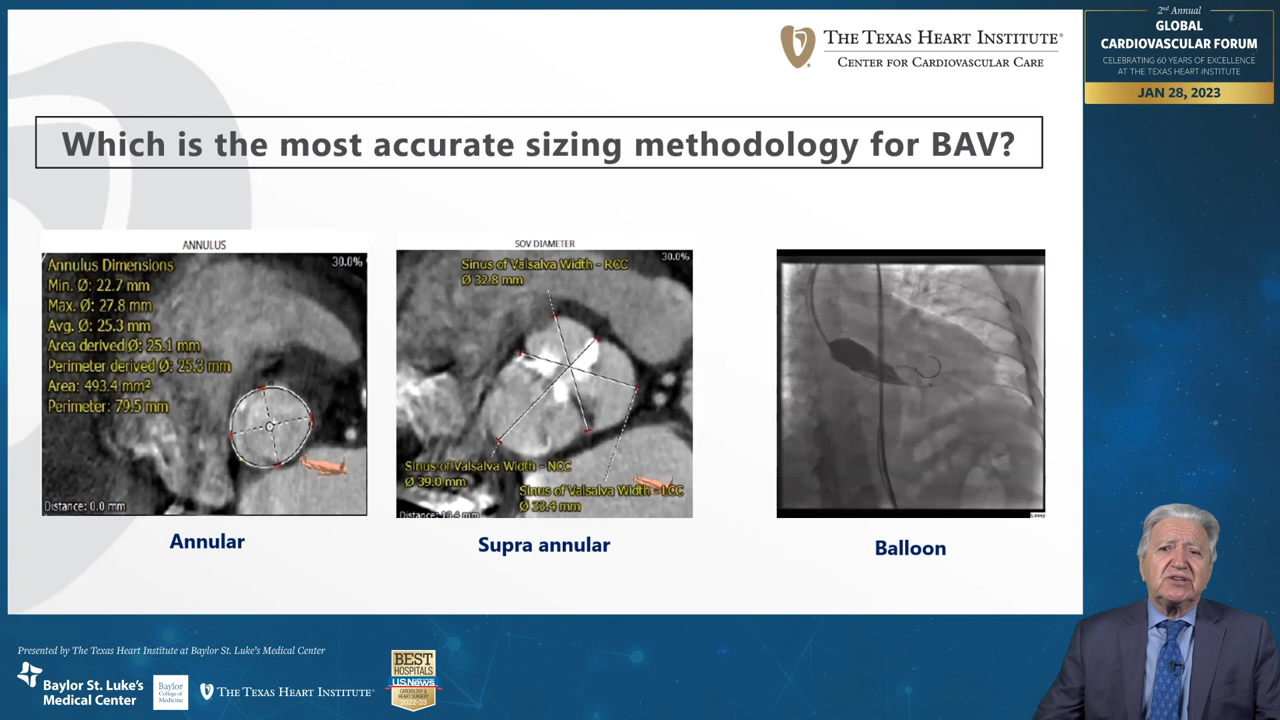 THE TEXAS HEART INSTITUTE®
CENTER FOR CARDIOVASCULAR CARE
2nd Annual
GLOBAL
CARDIOVASCULAR FORUM
CELEBRATING 60 YEARS OF EXCELLENCE
AT THE TEXAS HEART INSTITUTE
JAN 28, 2023
Which is the most accurate sizing methodology for BAV?
ANNULUS
30.0%
Annulus Dimensions
Min. Ø: 22.7 mm
Max. Ø: 27.8 mm
Avg. Ø: 25.3 mm
Area derived Ø: 25.1 mm
Perimeter derived Ø: 25.3 mm
Area: 493.4 mm²
Perimeter: 79.5 mm
Distance: 0.0 mm
Annular
SOV DIAMETER
30.0%
Sinus of Valsalva Width - RCC
Ø 32.8 mm
Sinus of Valsalva Width - NCC
Ø 39.0 mm
Sinus of Valsalva Width - LCC
Ø 33.4 mm
Distance: mm
Supra annular
Lossy
Balloon
Presented by The Texas Heart Institute at Baylor St. Luke's Medical Center
Baylor St. Luke's
Medical Center
Baylor
College of
Medicine
THE TEXAS HEART INSTITUTE®
BEST
HOSPITALS
U.S.News
CARDIOLOGY &
HEART SURGERY
2022-23